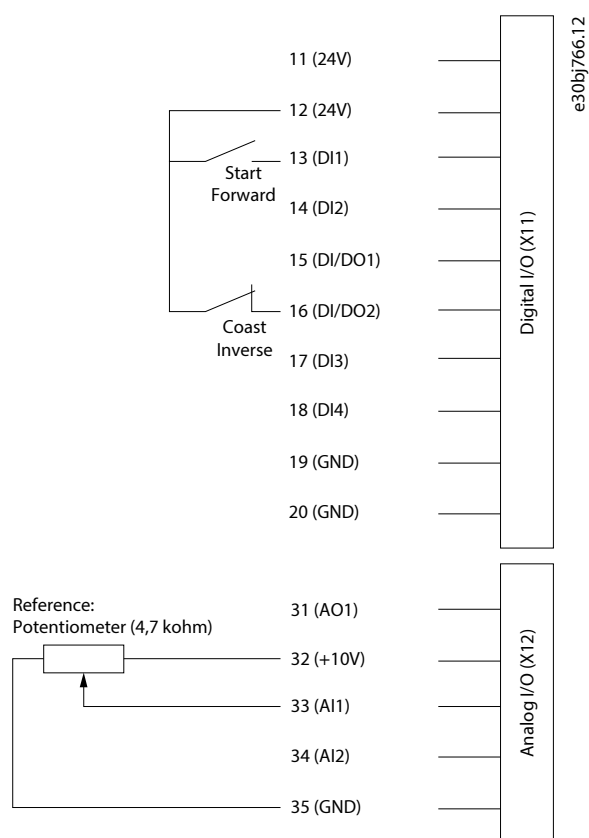 e30bj766.12
11 (24V)
12 (24V)
13 (DI1)
Start
Forward
14 (DI2)
15 (DI/DO1)
16 (DI/DO2)
Coast
Inverse
17 (DI3)
18 (DI4)
19 (GND)
20 (GND)
Digital I/O (X11)
Reference:
Potentiometer (4,7 kohm)
31 (AO1)
32 (+10V)
33 (AI1)
34 (AI2)
35 (GND)
Analog I/O (X12)